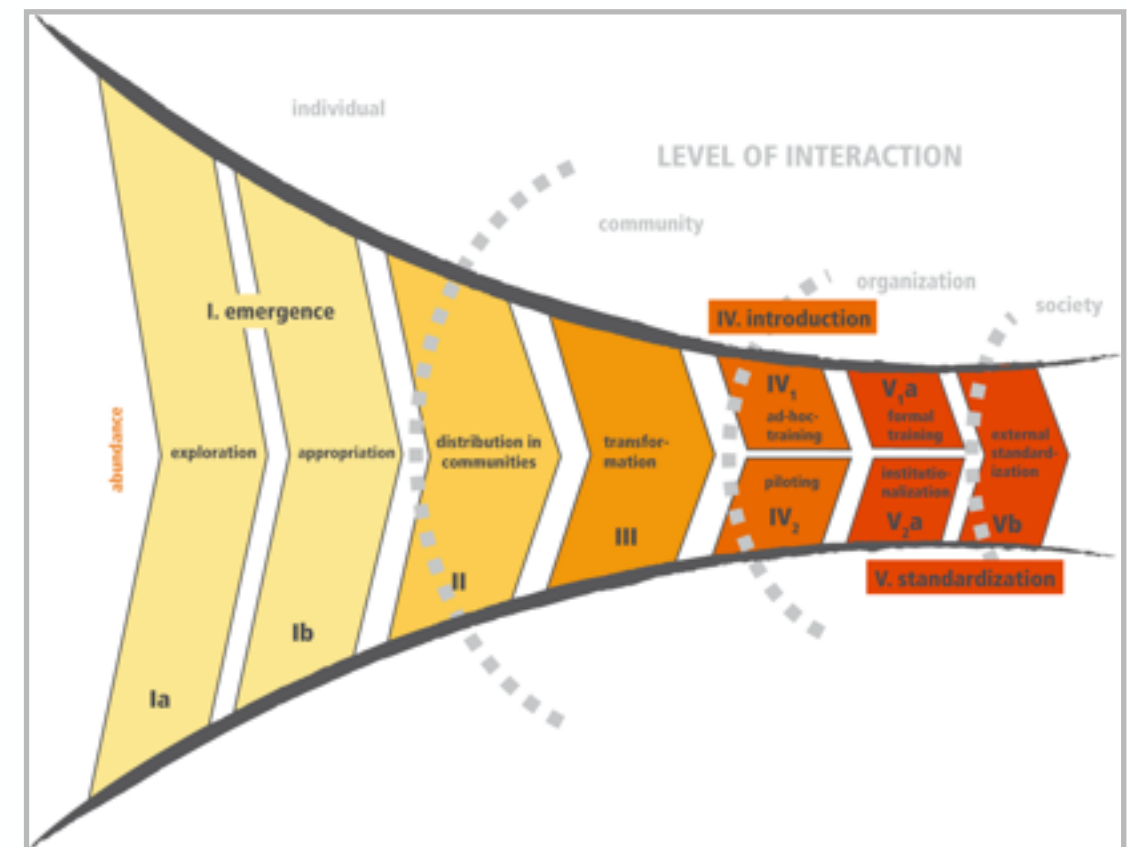 individual
LEVEL OF INTERACTION
community
organization
society
I. emergence
IV. introduction
abundance
exploration
appropriation
distribution in
communities
transfor-
mation
IV1
ad-hoc-
training
piloting
IV2
V1a
formal
training
institutio-
nalization
V2a
external
standard-
ization
Vb
III
II
Ib
Ia
V. standardization